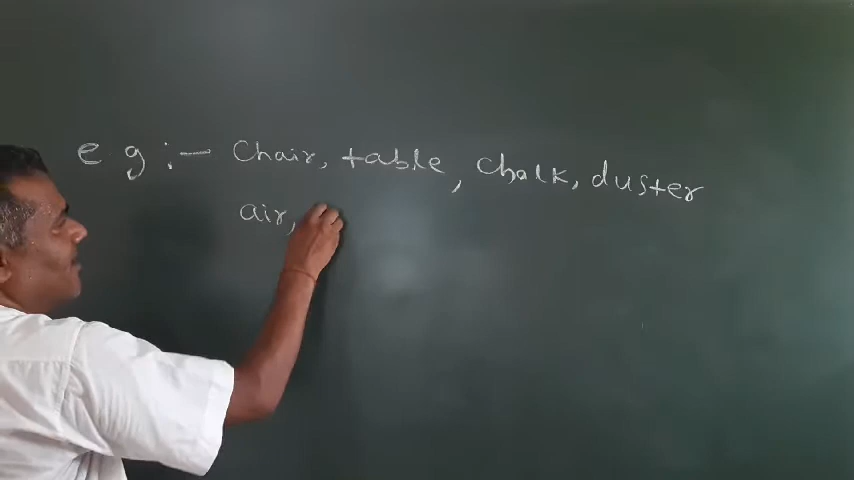 e g :- Chair, table, Chalk, duster
air,